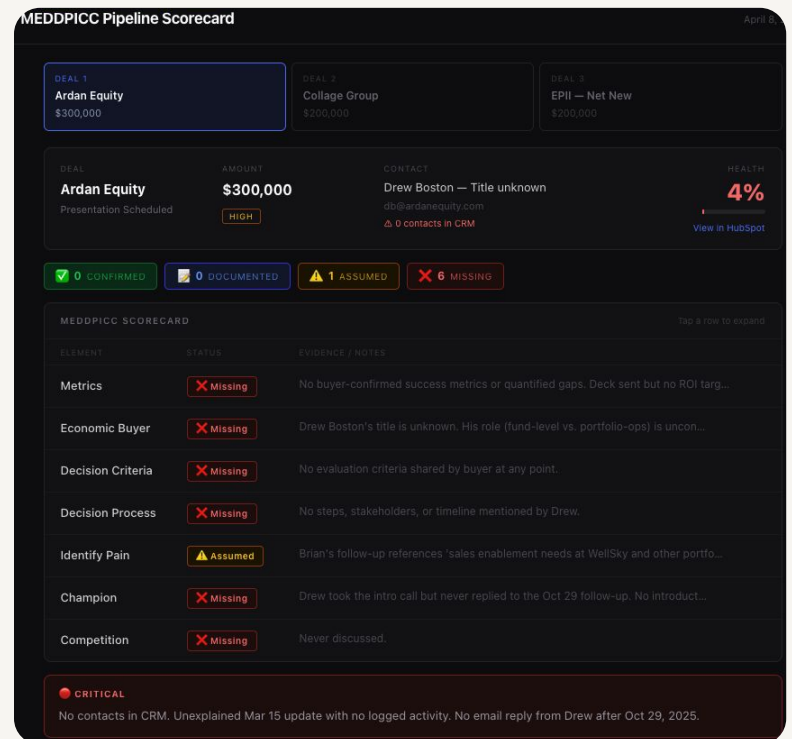 MEDDPICC Pipeline Scorecard
April 8,
DEAL 1
Ardan Equity
$300,000
DEAL 2
Collage Group
$200,000
DEAL 3
EPII — Net New
$200,000
DEAL
Ardan Equity
Presentation Scheduled
AMOUNT
$300,000
HIGH
CONTACT
Drew Boston — Title unknown
db@ardanequity.com
⚠ 0 contacts in CRM
HEALTH
4%
View in HubSpot
✅ 0 CONFIRMED
📝 0 DOCUMENTED
⚠️ 1 ASSUMED
❌ 6 MISSING
MEDDPICC SCORECARD
Tap a row to expand
ELEMENT STATUS EVIDENCE / NOTES
Metrics ❌ Missing No buyer-confirmed success metrics or quantified gaps. Deck sent but no ROI targ...
Economic Buyer ❌ Missing Drew Boston's title is unknown. His role (fund-level vs. portfolio-ops) is uncon...
Decision Criteria ❌ Missing No evaluation criteria shared by buyer at any point.
Decision Process ❌ Missing No steps, stakeholders, or timeline mentioned by Drew.
Identify Pain ⚠️ Assumed Brian's follow-up references 'sales enablement needs at WellSky and other portfo...
Champion ❌ Missing Drew took the intro call but never replied to the Oct 29 follow-up. No introduct...
Competition ❌ Missing Never discussed.
🔴 CRITICAL
No contacts in CRM. Unexplained Mar 15 update with no logged activity. No email reply from Drew after Oct 29, 2025.